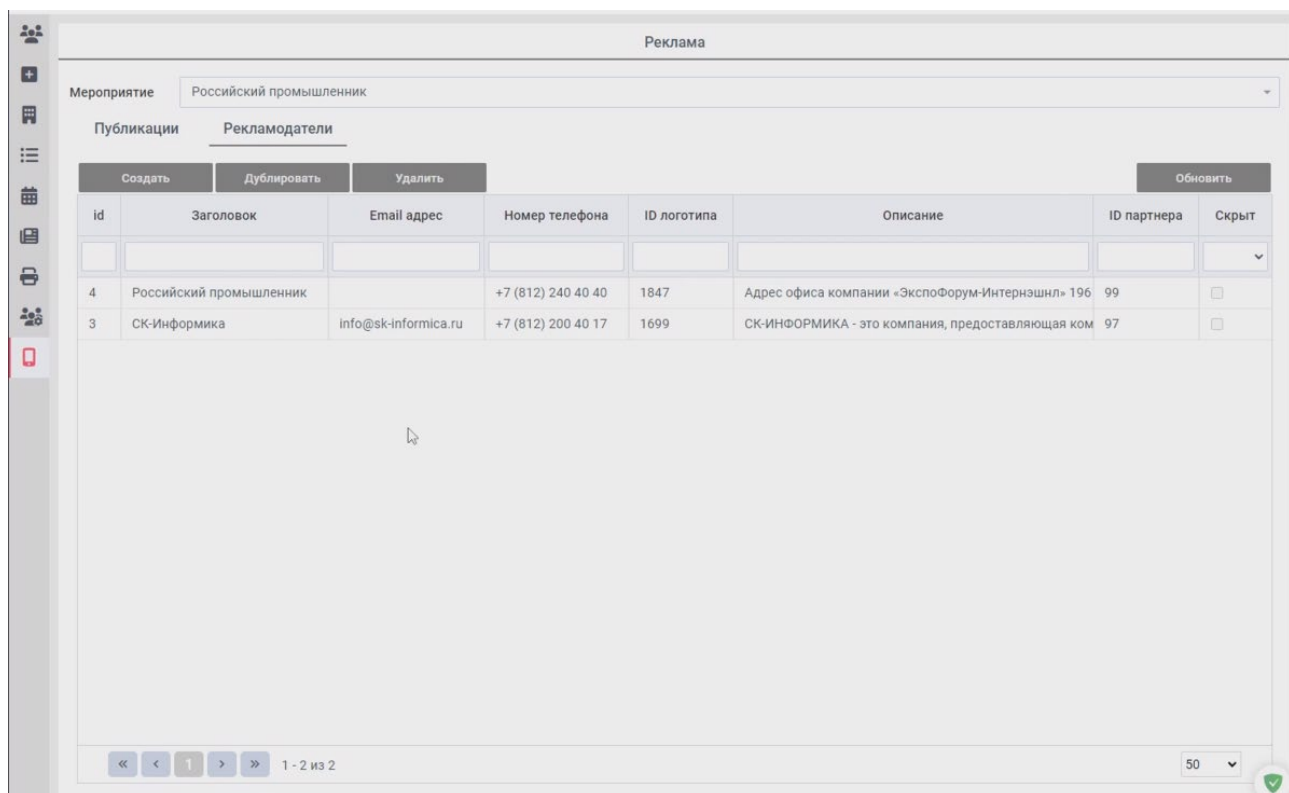 Реклама
Мероприятие Российский промышленник
Публикации Рекламодатели
Создать Дублировать Удалить Обновить
id Заголовок Email адрес Номер телефона ID логотипа Описание ID партнера Скрыт
4 Российский промышленник +7 (812) 240 40 40 1847 Адрес офиса компании «ЭкспоФорум-Интернэшнл» 196 99
3 СК-Информика info@sk-informica.ru +7 (812) 200 40 17 1699 СК-ИНФОРМИКА - это компания, предоставляющая ком 97
« < 1 > » 1 - 2 из 2 50